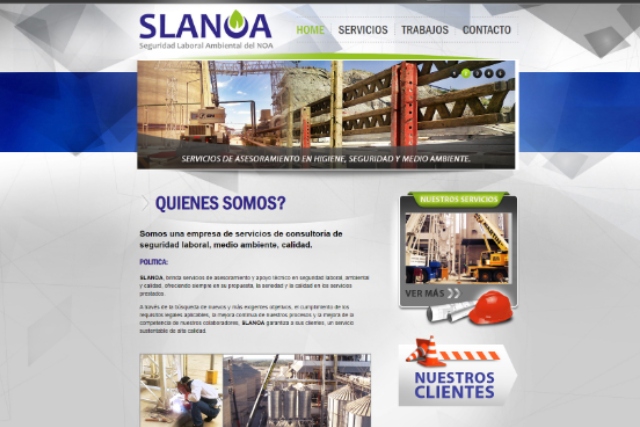 SLANOA
Seguridad Laboral Ambiental del NOA
HOME SERVICIOS TRABAJOS CONTACTO
SERVICIOS DE ASESORAMIENTO EN HIGIENE, SEGURIDAD Y MEDIO AMBIENTE.
QUIENES SOMOS?
Somos una empresa de servicios de consultoria de
seguridad laboral, medio ambiente, calidad.
POLITICA:
SLANOA, brinda servicios de asesoramiento y apoyo técnico en seguridad laboral, ambiental
y calidad, ofreciendo siempre en su propuesta, la seriedad y la calidad en los servicios
prestados.
A través de la búsqueda de nuevos y más exigentes objetivos, el cumplimiento de los
requisitos legales aplicables, la mejora continua de nuestros procesos y la mejora de la
competencia de nuestros colaboradores, SLANOA garantiza a sus clientes, un servicio
sustentable de alta calidad.
NUESTROS SERVICIOS
VER MÁS
NUESTROS
CLIENTES